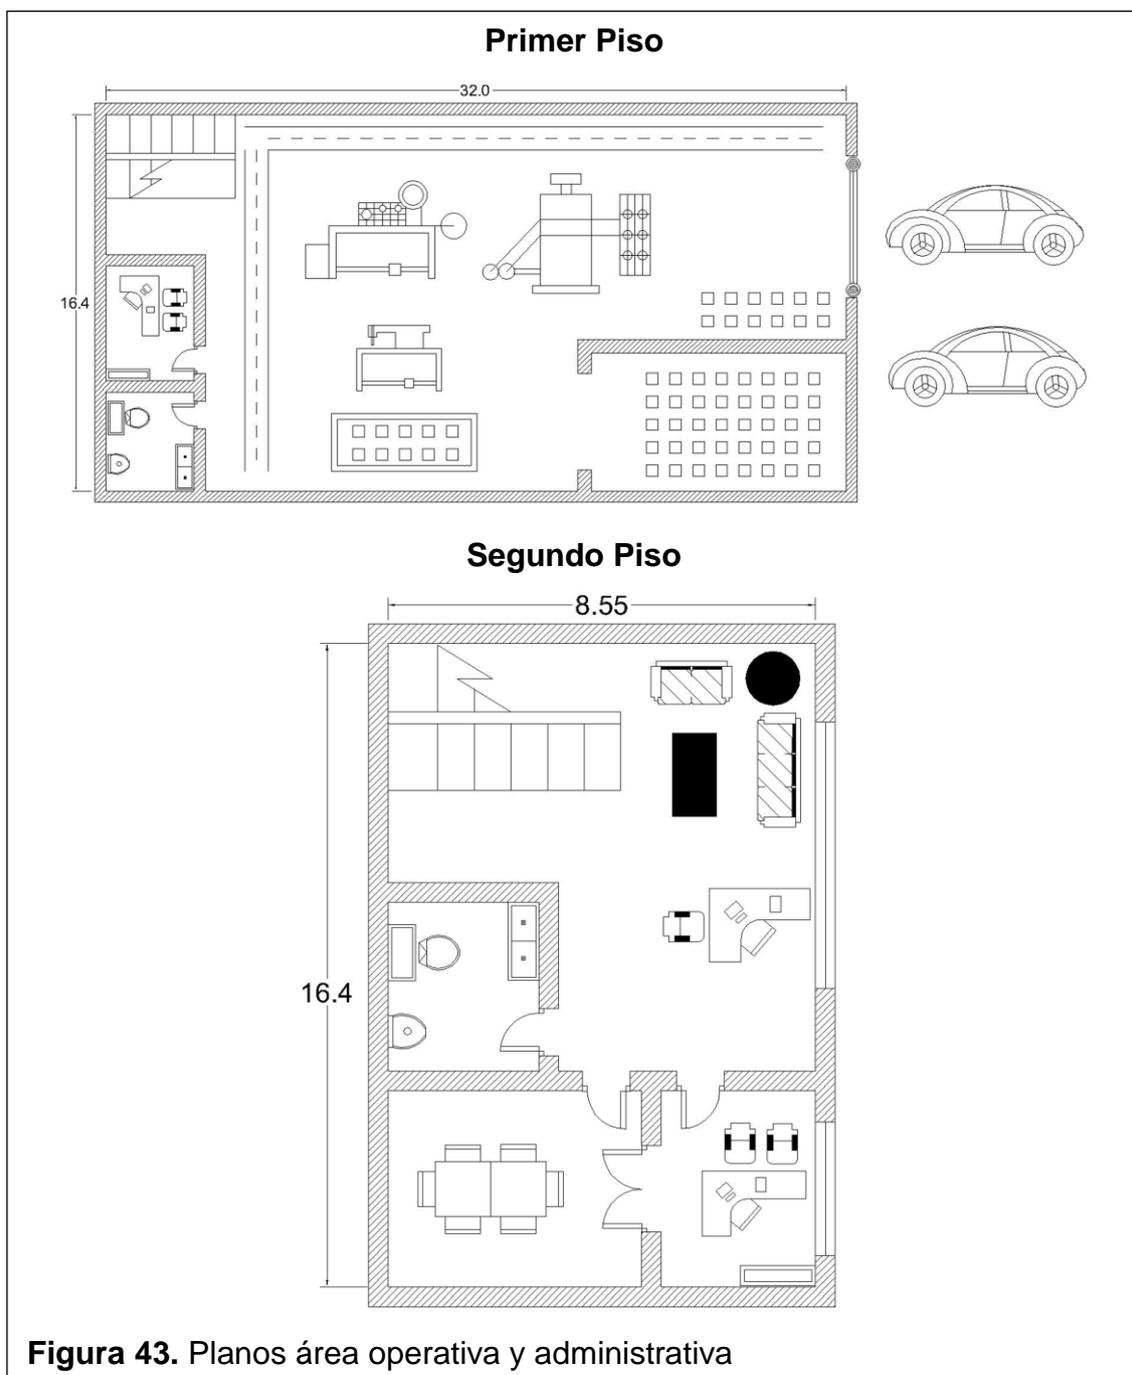 Primer Piso
32.0
16.4
Segundo Piso
8.55
16.4
Figura 43. Planos área operativa y administrativa